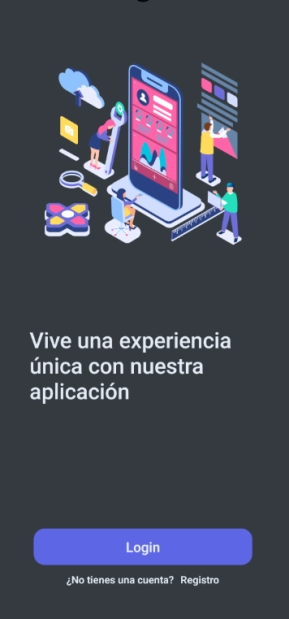 Vive una experiencia
única con nuestra
aplicación
Login
¿No tienes una cuenta? Registro